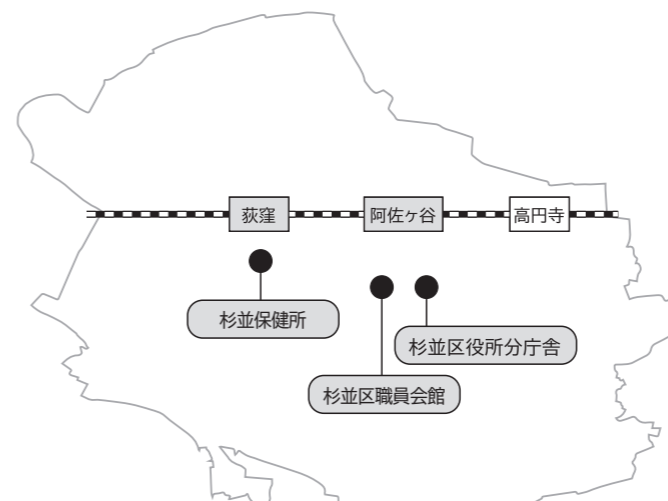 荻窪
阿佐ヶ谷
高円寺
杉並保健所
杉並区役所分庁舎
杉並区職員会館